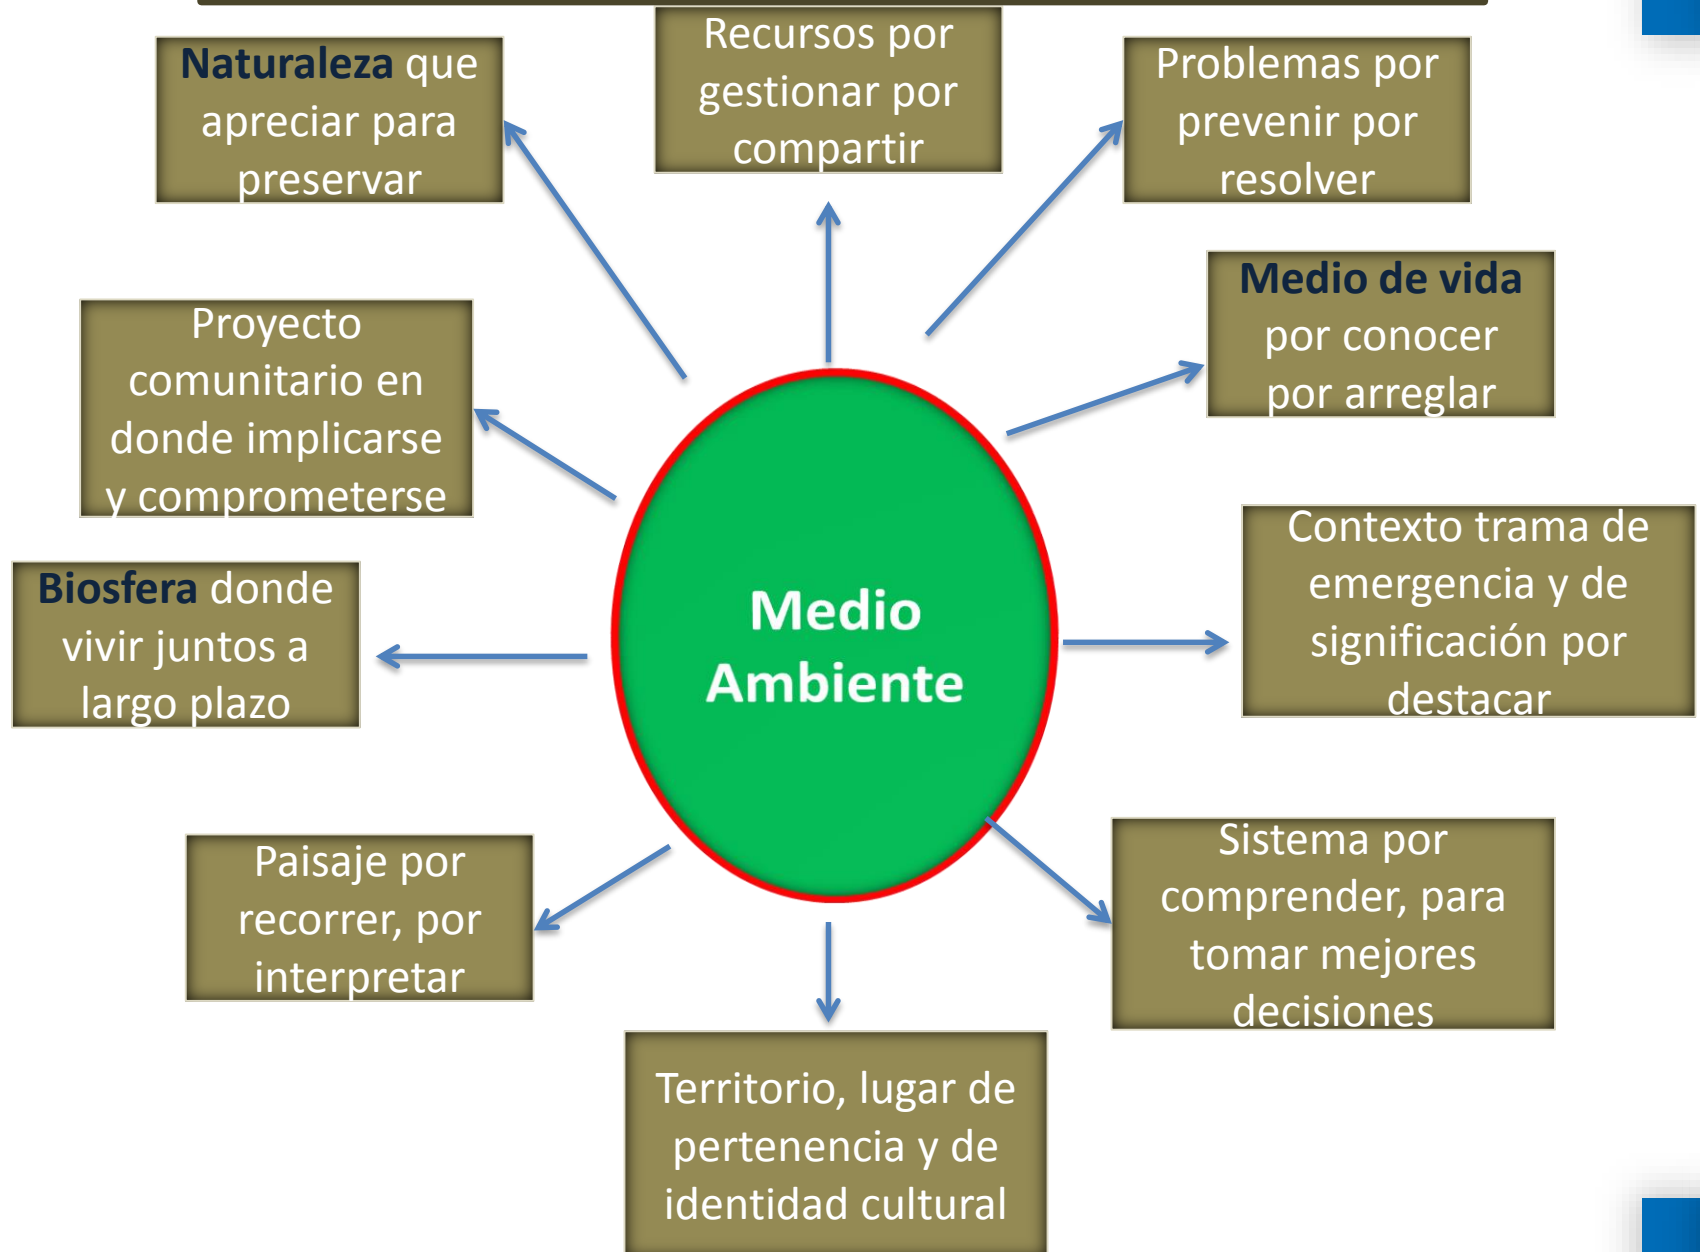 Naturaleza que
apreciar para
preservar
Recursos por
gestionar por
compartir
Problemas por
prevenir por
resolver
Medio de vida
por conocer
por arreglar
Proyecto
comunitario en
donde implicarse
y comprometerse
Contexto trama de
emergencia y de
significación por
destacar
Biosfera donde
vivir juntos a
largo plazo
Medio
Ambiente
Paisaje por
recorrer, por
interpretar
Sistema por
comprender, para
tomar mejores
decisiones
Territorio, lugar de
pertenencia y de
identidad cultural